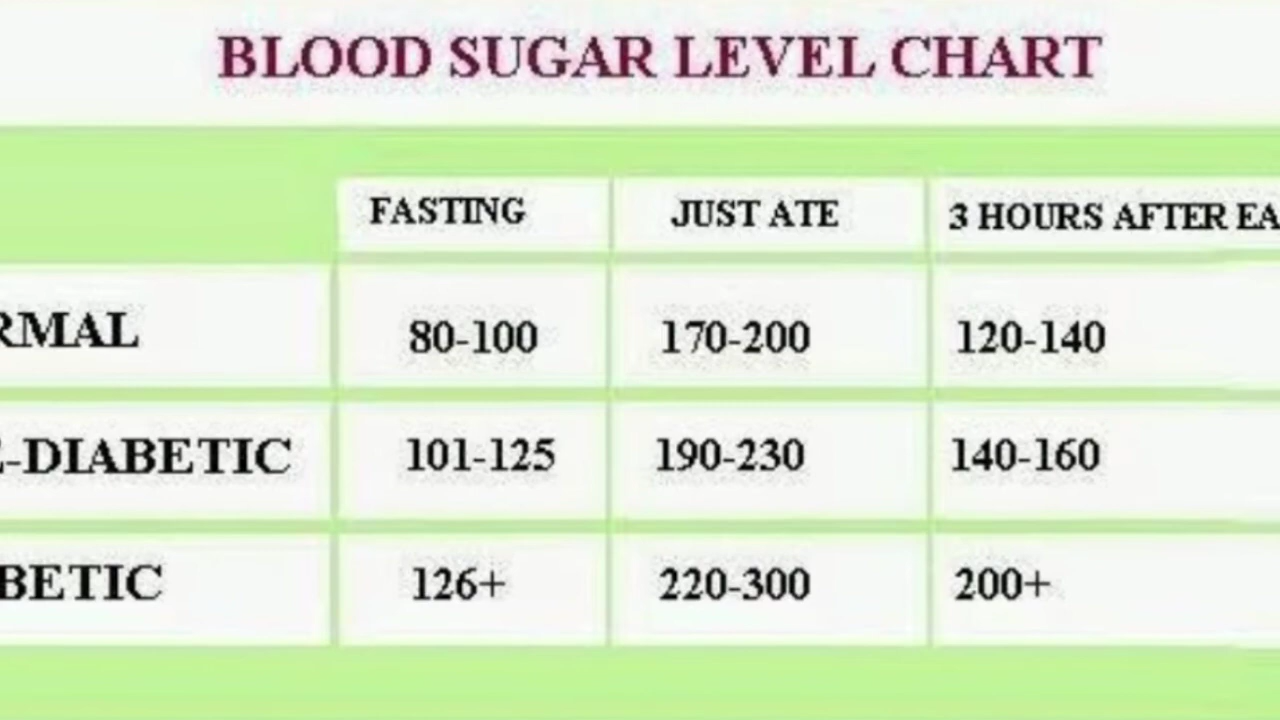 BLOOD SUGAR LEVEL CHART
FASTING JUST ATE 3 HOURS AFTER EA
RMAL 80-100 170-200 120-140
E-DIABETIC 101-125 190-230 140-160
BETIC 126+ 220-300 200+